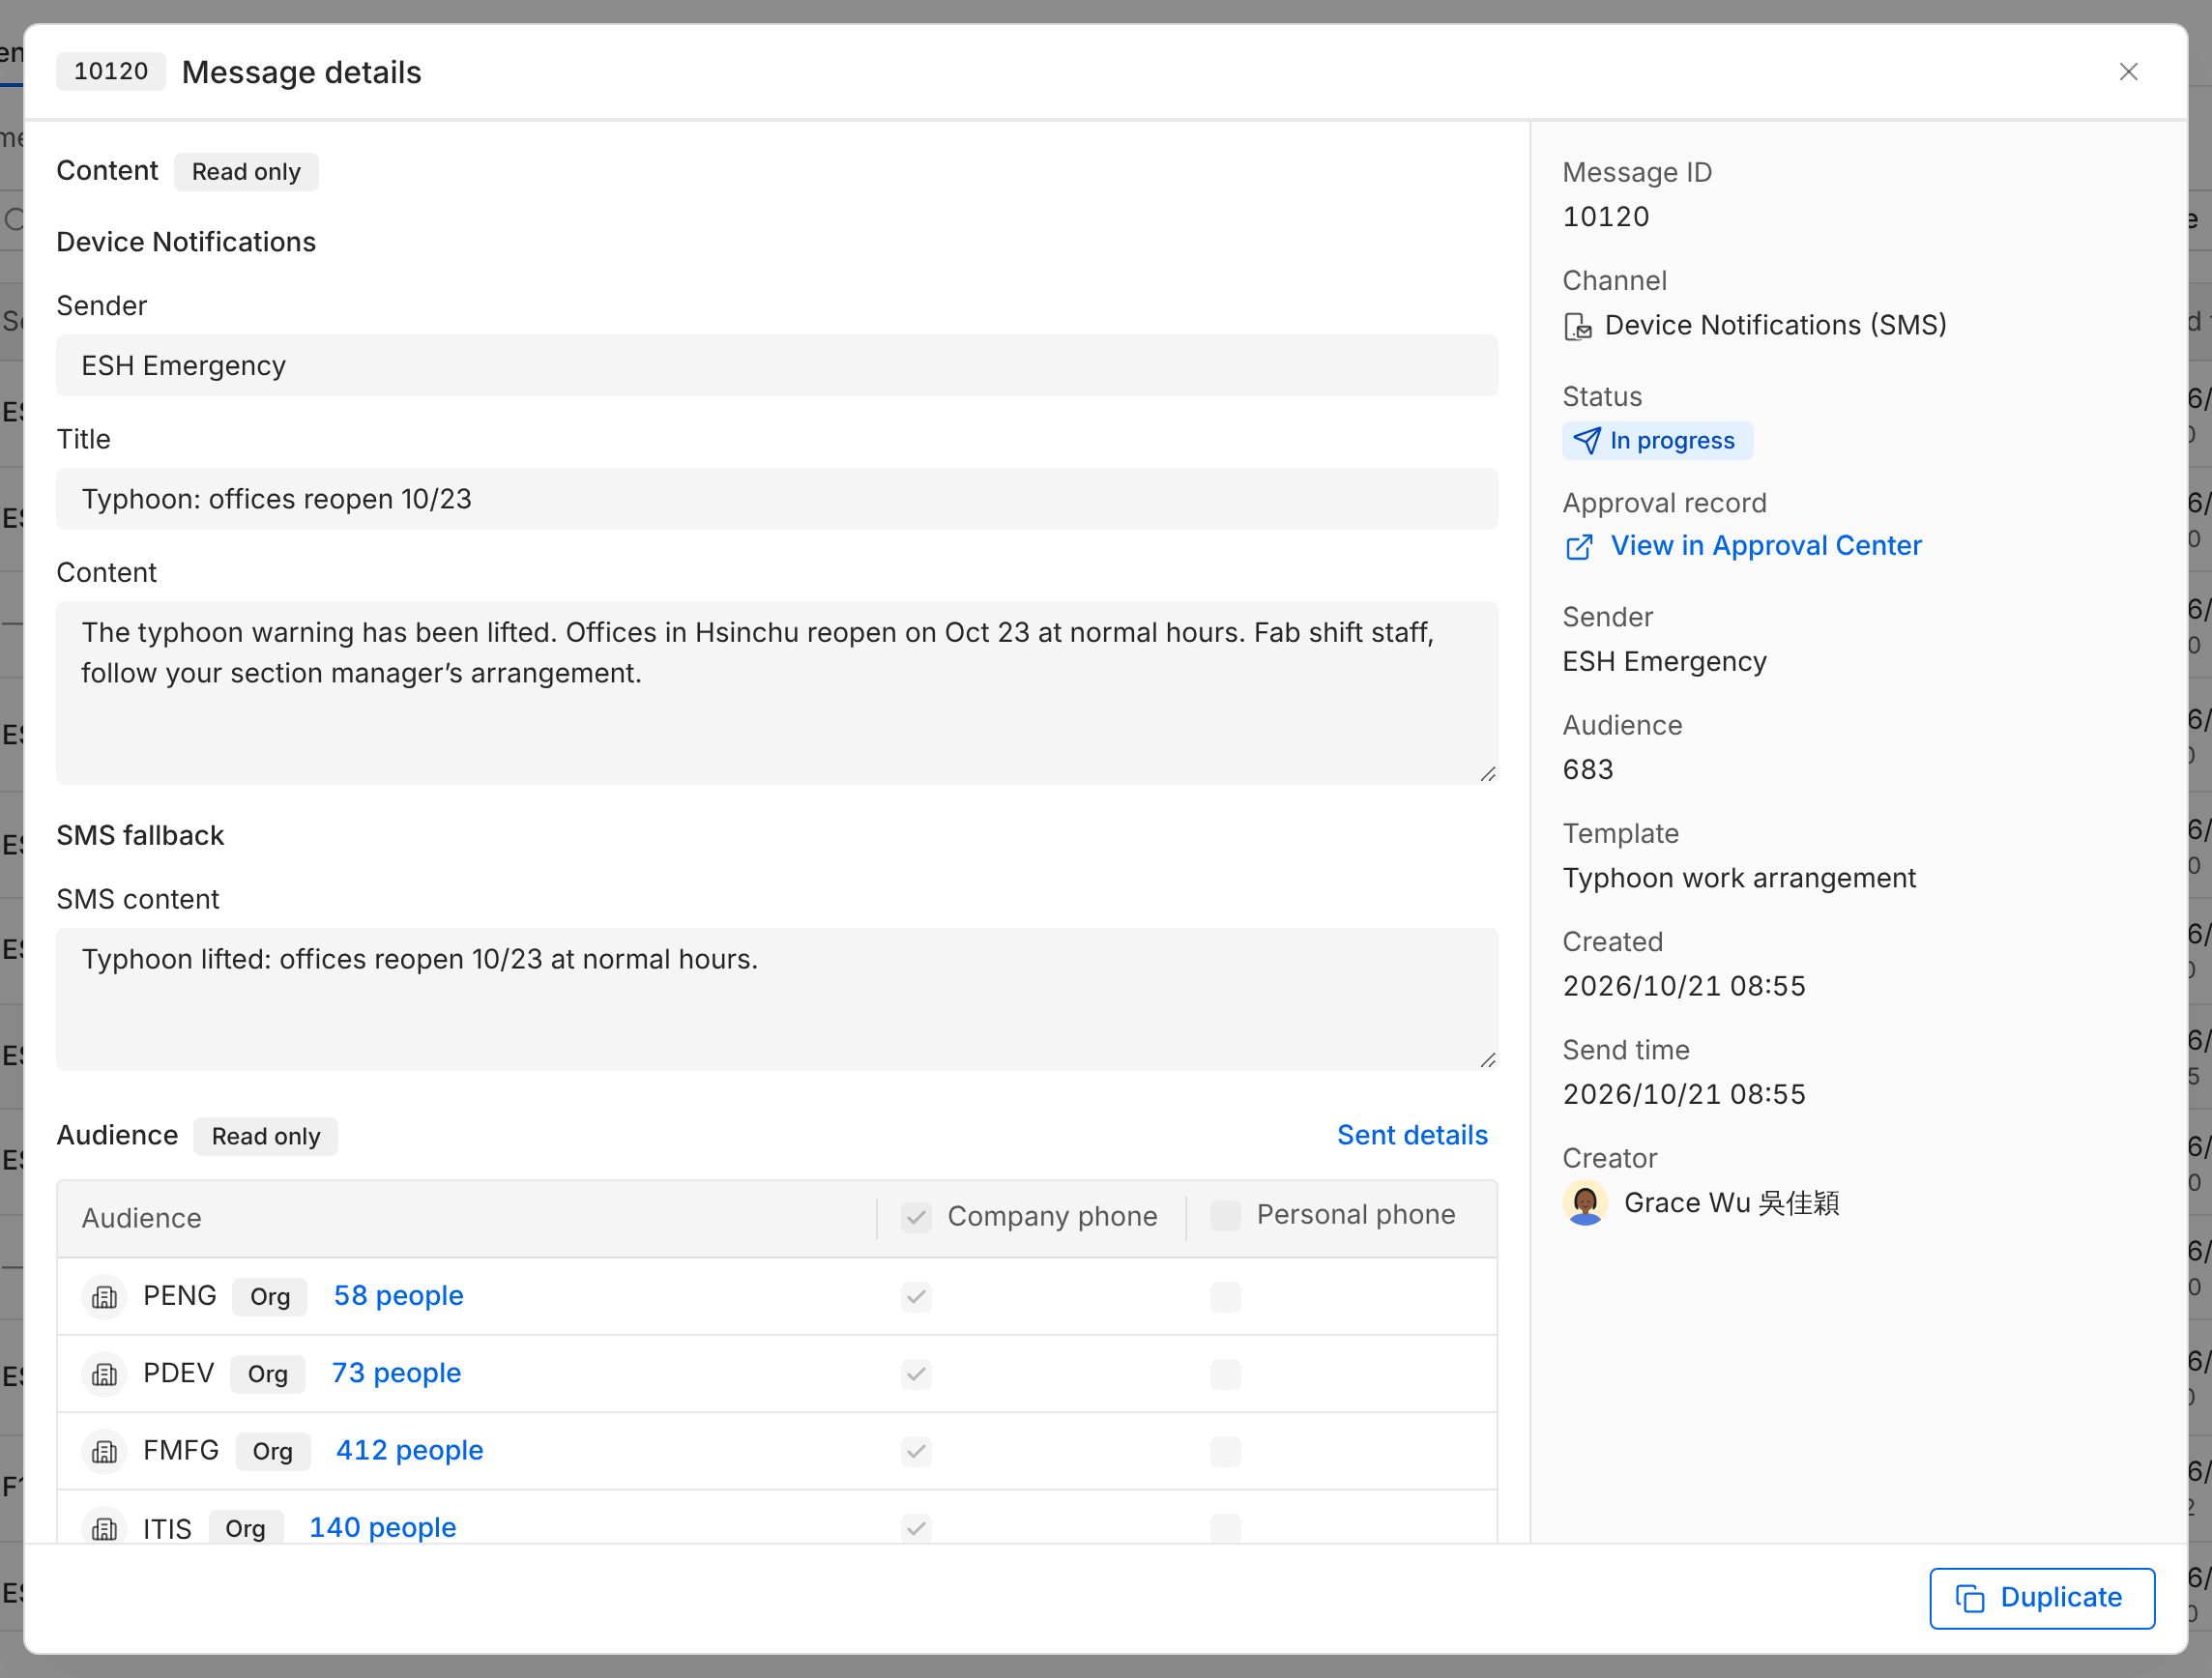 10120 Message details
Content Read only
Device Notifications
Sender
ESH Emergency
Title
Typhoon: offices reopen 10/23
Content
The typhoon warning has been lifted. Offices in Hsinchu reopen on Oct 23 at normal hours. Fab shift staff,
follow your section manager’s arrangement.
SMS fallback
SMS content
Typhoon lifted: offices reopen 10/23 at normal hours.
Audience Read only Sent details
Audience Company phone Personal phone
PENG Org 58 people
PDEV Org 73 people
FMFG Org 412 people
ITIS Org 140 people
Message ID
10120
Channel
Device Notifications (SMS)
Status
In progress
Approval record
View in Approval Center
Sender
ESH Emergency
Audience
683
Template
Typhoon work arrangement
Created
2026/10/21 08:55
Send time
2026/10/21 08:55
Creator
Grace Wu 吳佳穎
Duplicate